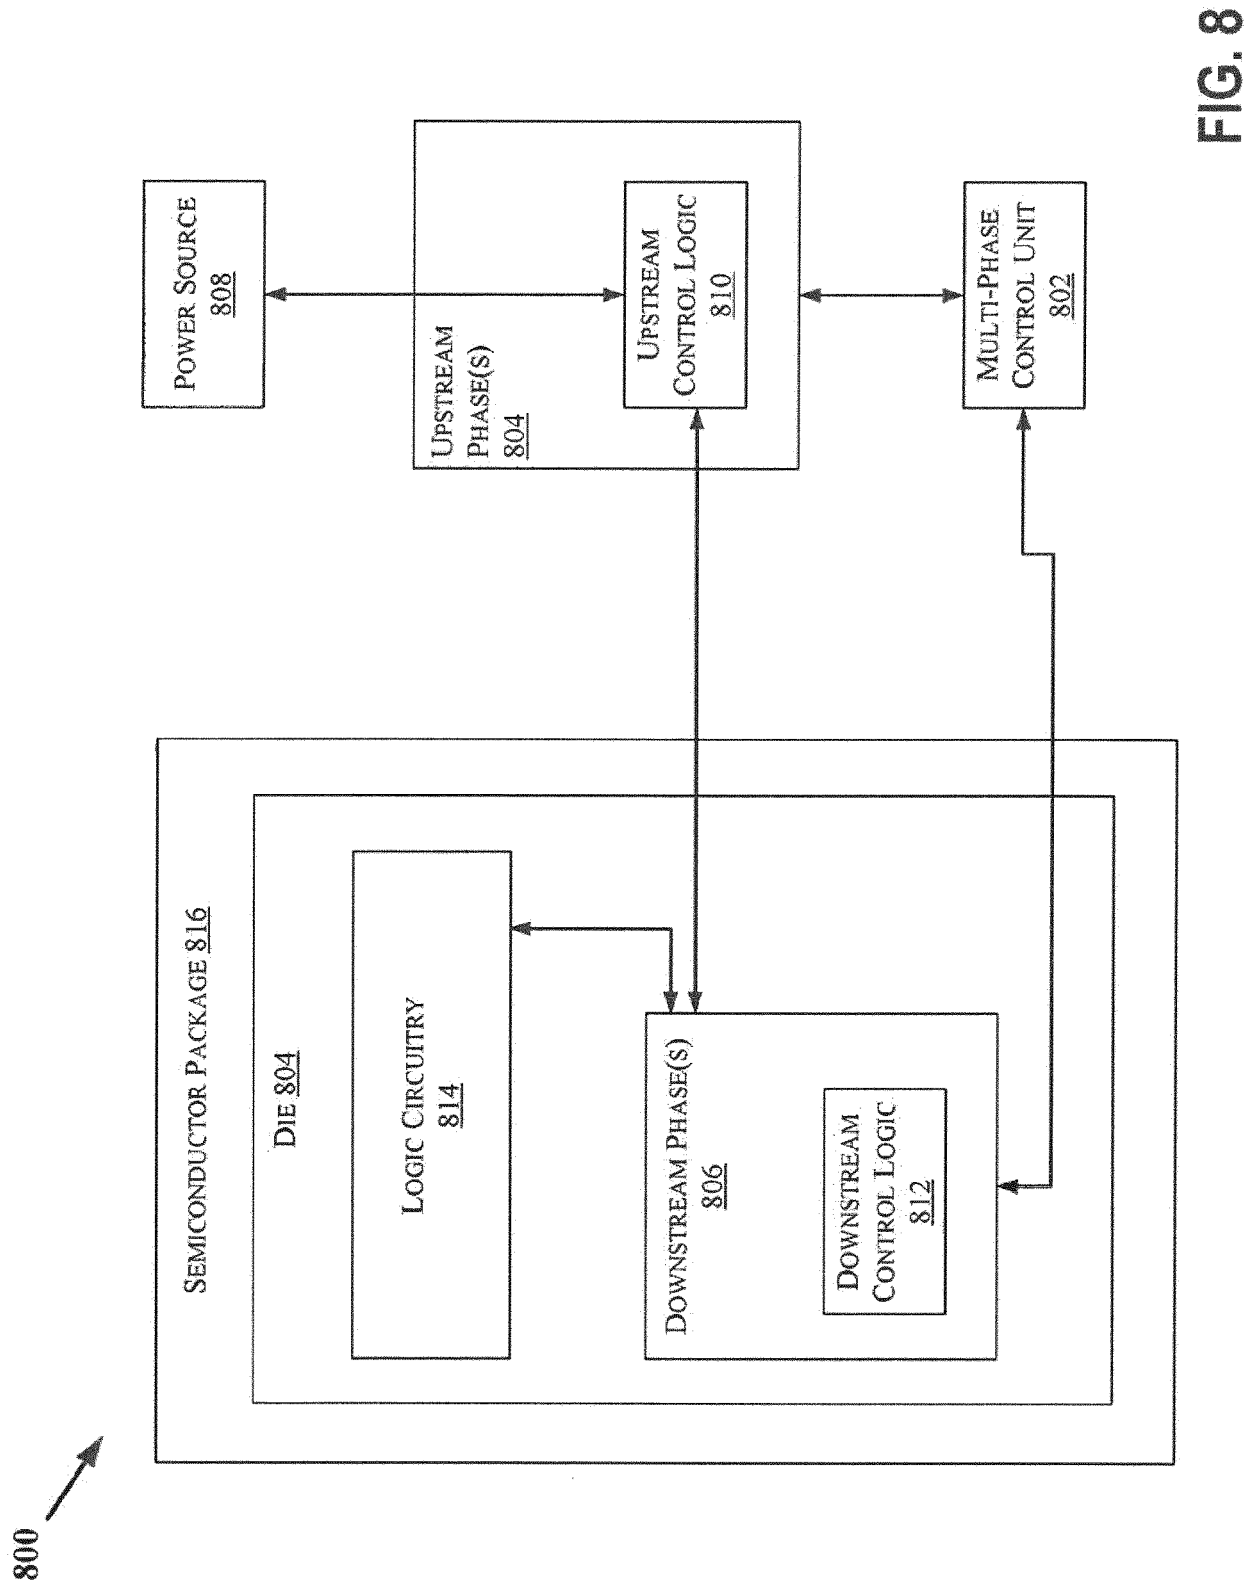 800
SEMICONDUCTOR PACKAGE 816
DIE 804
LOGIC CIRCUITRY
814
DOWNSTREAM PHASE(S)
806
DOWNSTREAM
CONTROL LOGIC
812
POWER SOURCE
808
UPSTREAM
PHASE(S)
804
UPSTREAM
CONTROL LOGIC
810
MULTI-PHASE
CONTROL UNIT
802
FIG. 8